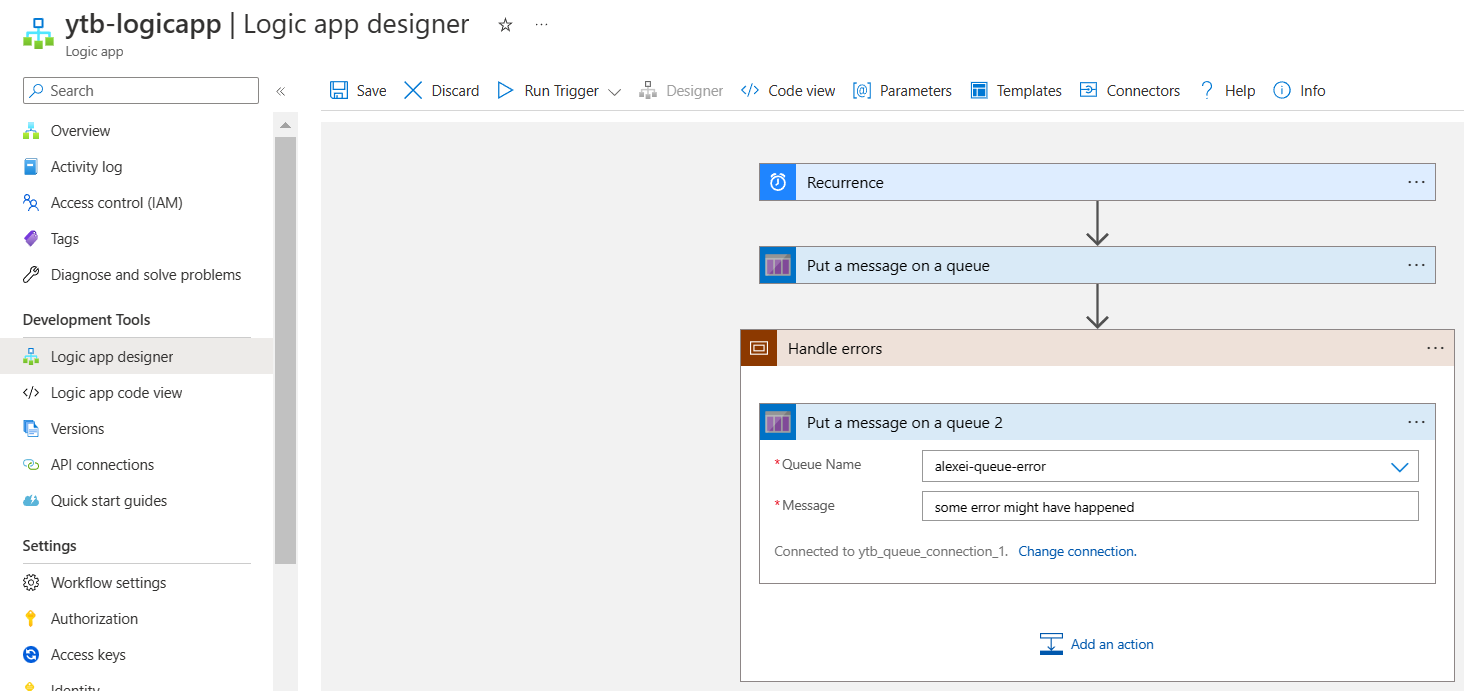 ytb-logicapp | Logic app designer
Logic app
Search
Save Discard Run Trigger Designer Code view Parameters Templates Connectors Help Info
Overview
Activity log
Access control (IAM)
Tags
Diagnose and solve problems
Development Tools
Logic app designer
Logic app code view
Versions
API connections
Quick start guides
Settings
Workflow settings
Authorization
Access keys
Identity
Recurrence
Put a message on a queue
Handle errors
Put a message on a queue 2
*Queue Name alexei-queue-error
*Message some error might have happened
Connected to ytb_queue_connection_1. Change connection.
Add an action